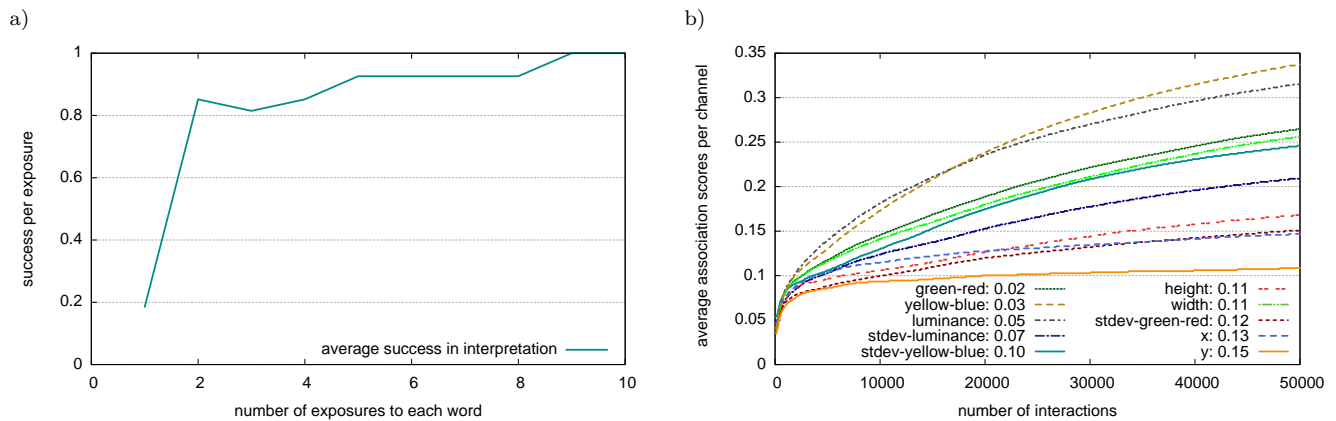 a)
1
0.8
0.6
0.4
0.2
0
success per exposure
average success in interpretation
0 2 4 6 8 10
number of exposures to each word
b)
0.35
0.3
0.25
0.2
0.15
0.1
0.05
0
average association scores per channel
green-red: 0.02
yellow-blue: 0.03
luminance: 0.05
stdev-luminance: 0.07
stdev-yellow-blue: 0.10
height: 0.11
width: 0.11
stdev-green-red: 0.12
x: 0.13
y: 0.15
0 10000 20000 30000 40000 50000
number of interactions